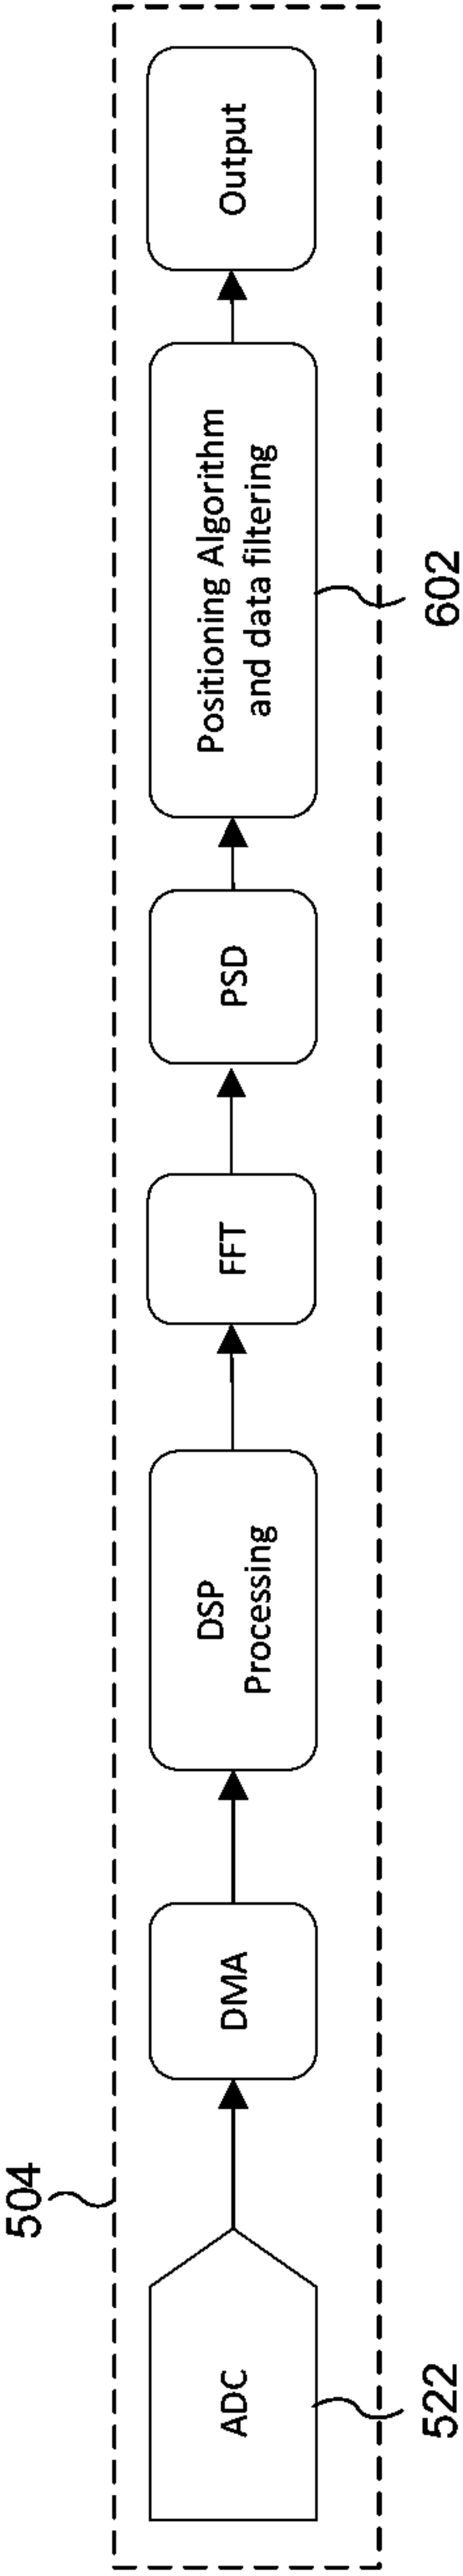 504
ADC
522
DMA
DSP
Processing
FFT
PSD
Positioning Algorithm
and data filtering
602
Output